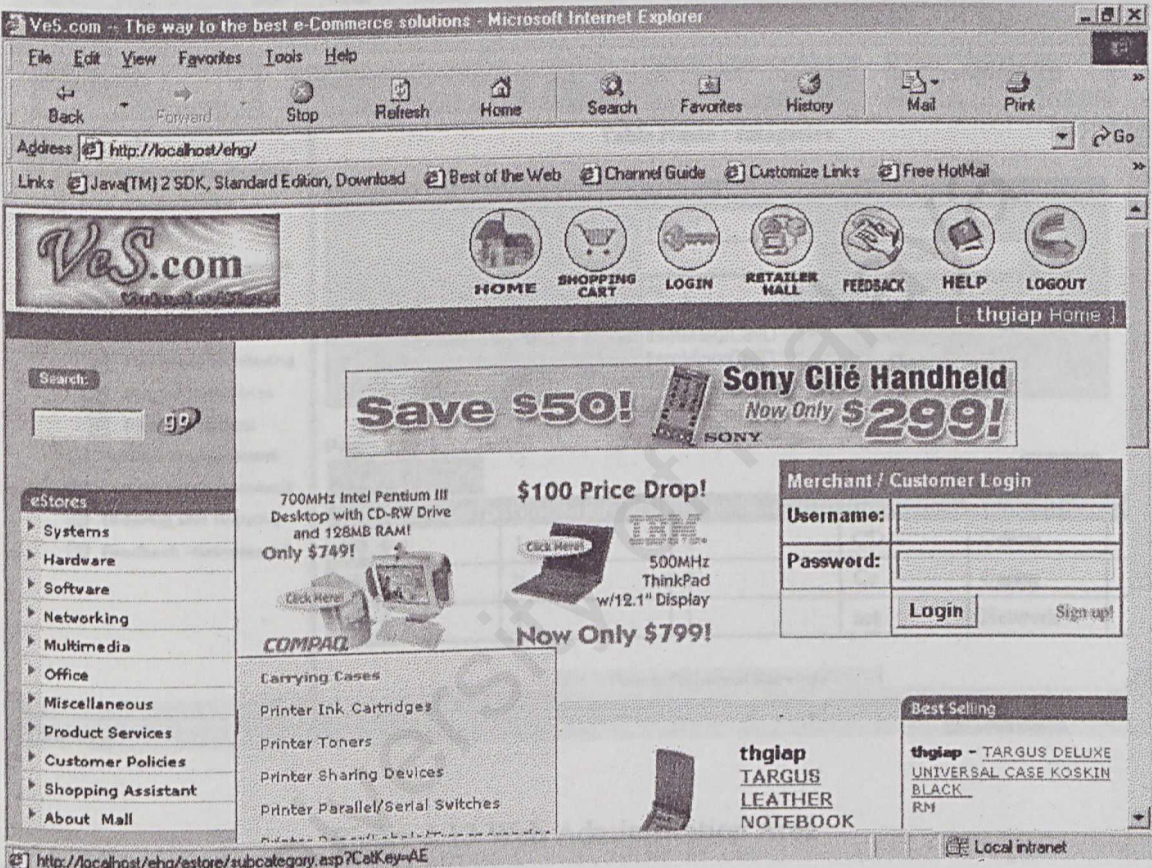 VeS.com -- The way to the best e-Commerce solutions - Microsoft Internet Explorer
File Edit View Favorites Tools Help
Back Forward Stop Refresh Home Search Favorites History Mail Print
Address http://localhost/ehg/ Go
Links Java(TM) 2 SDK, Standard Edition, Download Best of the Web Channel Guide Customize Links Free HotMail
VeS.com
HOME SHOPPING CART LOGIN RETAILER HALL FEEDBACK HELP LOGOUT
[ thgiap Home ]
Search:
go
Save $50! Sony Clié Handheld
Now Only $299!
SONY
eStores
Systems
Hardware
Software
Networking
Multimedia
Office
Miscellaneous
Product Services
Customer Policies
Shopping Assistant
About Mall
700MHz Intel Pentium III
Desktop with CD-RW Drive
and 128MB RAM!
Only $749!
Click Here!
COMPAQ
$100 Price Drop!
IBM.
Click Here!
500MHz
ThinkPad
w/12.1" Display
Now Only $799!
Merchant / Customer Login
Username:
Password:
Login Sign up!
Carrying Cases
Printer Ink Cartridges
Printer Toners
Printer Sharing Devices
Printer Parallel/Serial Switches
thgiap
TARGUS
LEATHER
NOTEBOOK
Best Selling
thgiap - TARGUS DELUXE
UNIVERSAL CASE KOSKIN
BLACK
RM
http://localhost/ehg/estore/subcategory.asp?CatKey=AE
Local intranet